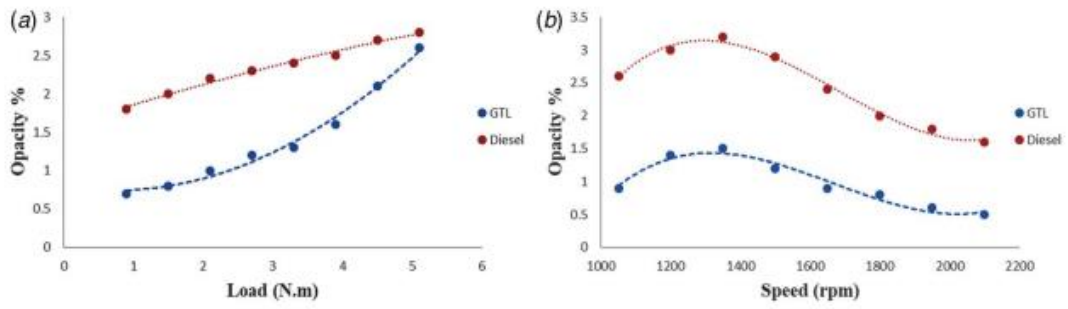 (a)
3
2.5
2
1.5
1
0.5
0
Opacity %
0 1 2 3 4 5 6
Load (N.m)
GTL
Diesel
(b)
3.5
3
2.5
2
1.5
1
0.5
0
Opacity %
1000 1200 1400 1600 1800 2000 2200
Speed (rpm)
GTL
Diesel